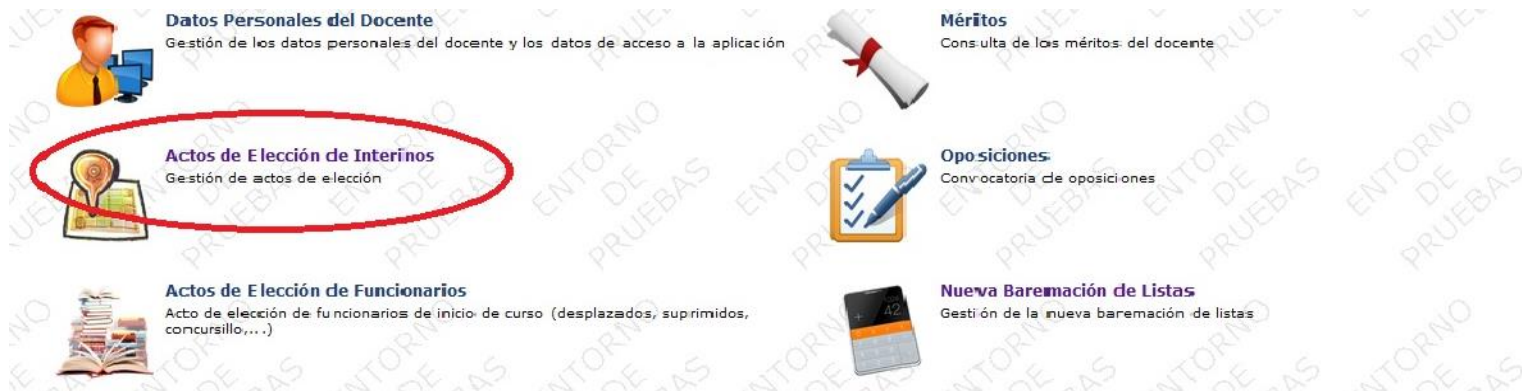 Datos Personales del Docente
Gestión de los datos personales del docente y los datos de acceso a la aplicación
Méritos
Consulta de los méritos del docente
Actos de Elección de Interinos
Gestión de actos de elección
Oposiciones
Convocatoria de oposiciones
Actos de Elección de Funcionarios
Acto de elección de funcionarios de inicio de curso (desplazados, suprimidos,
concursillo,...)
Nueva Baremación de Listas
Gestión de la nueva baremación de listas
42
ENTORNO
DE
PRUEBAS